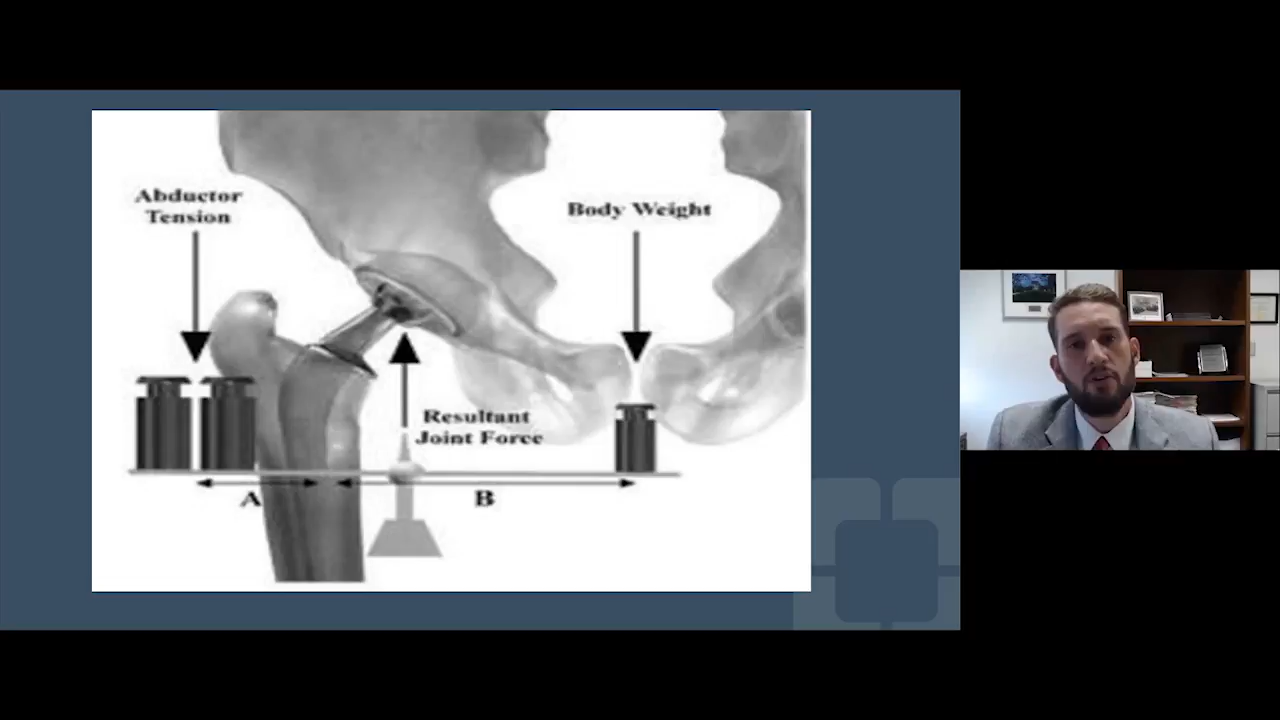 Abductor
Tension
Body Weight
Resultant
Joint Force
A
B